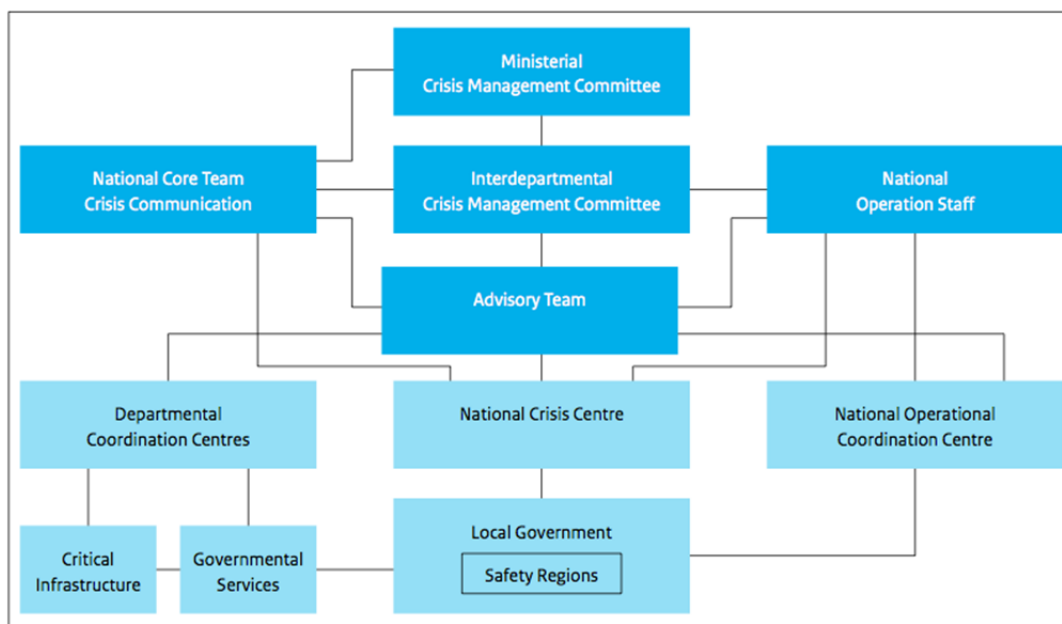 Ministerial
Crisis Management Committee
National Core Team
Crisis Communication
Interdepartmental
Crisis Management Committee
National
Operation Staff
Advisory Team
Departmental
Coordination Centres
National Crisis Centre
National Operational
Coordination Centre
Critical
Infrastructure
Governmental
Services
Local Government
Safety Regions